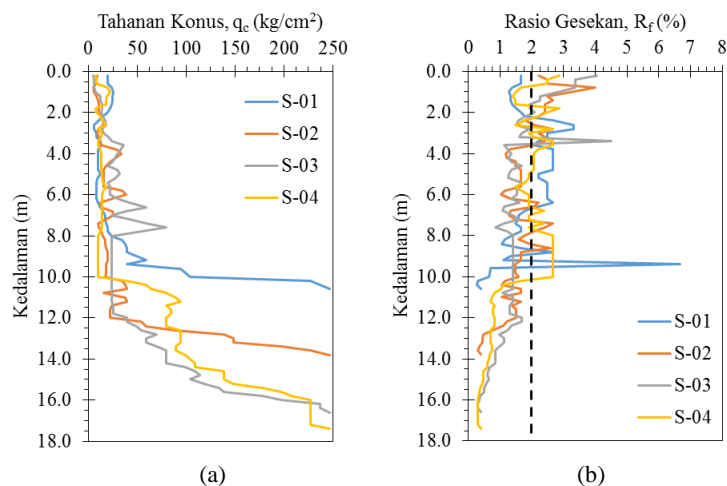 Tahanan Konus, qc (kg/cm²)
0 50 100 150 200 250
Kedalaman (m)
0.0
2.0
4.0
6.0
8.0
10.0
12.0
14.0
16.0
18.0
S-01
S-02
S-03
S-04
(a)
Rasio Gesekan, Rf (%)
0 1 2 3 4 5 6 7 8
Kedalaman (m)
0.0
2.0
4.0
6.0
8.0
10.0
12.0
14.0
16.0
18.0
S-01
S-02
S-03
S-04
(b)